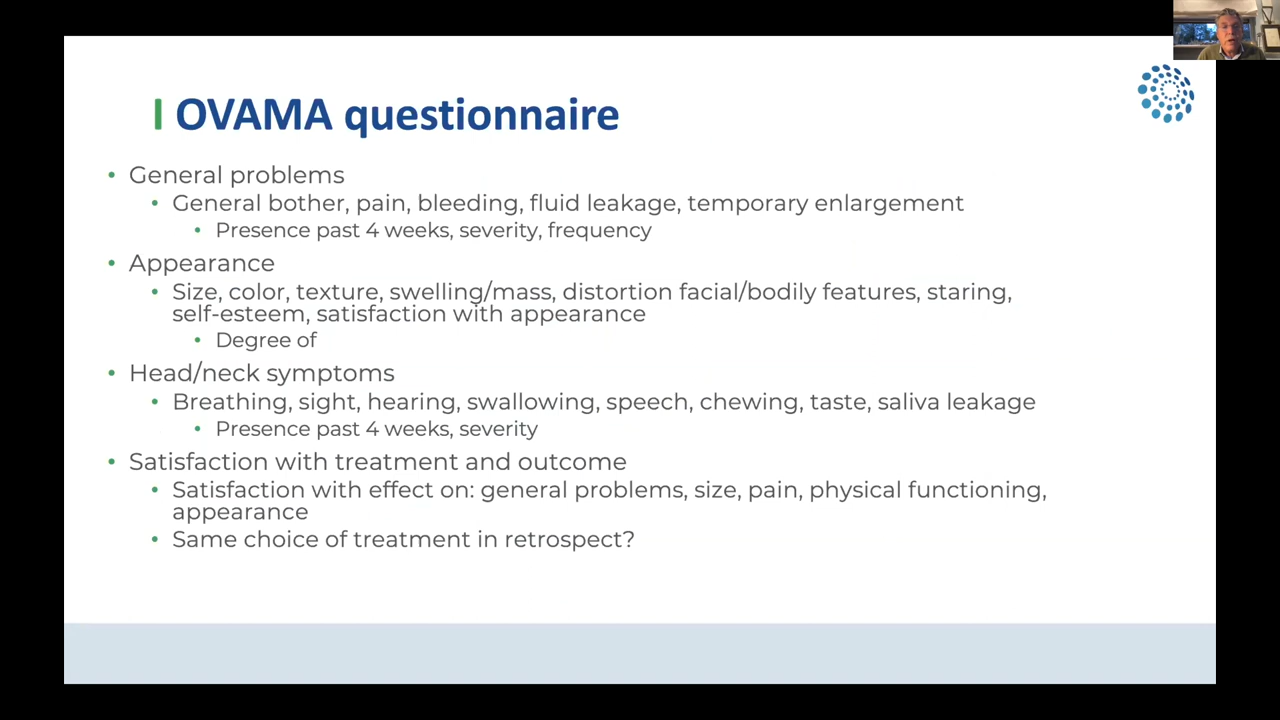 OVAMA questionnaire
• General problems
• General bother, pain, bleeding, fluid leakage, temporary enlargement
• Presence past 4 weeks, severity, frequency
• Appearance
• Size, color, texture, swelling/mass, distortion facial/bodily features, staring,
self-esteem, satisfaction with appearance
• Degree of
• Head/neck symptoms
• Breathing, sight, hearing, swallowing, speech, chewing, taste, saliva leakage
• Presence past 4 weeks, severity
• Satisfaction with treatment and outcome
• Satisfaction with effect on: general problems, size, pain, physical functioning,
appearance
• Same choice of treatment in retrospect?